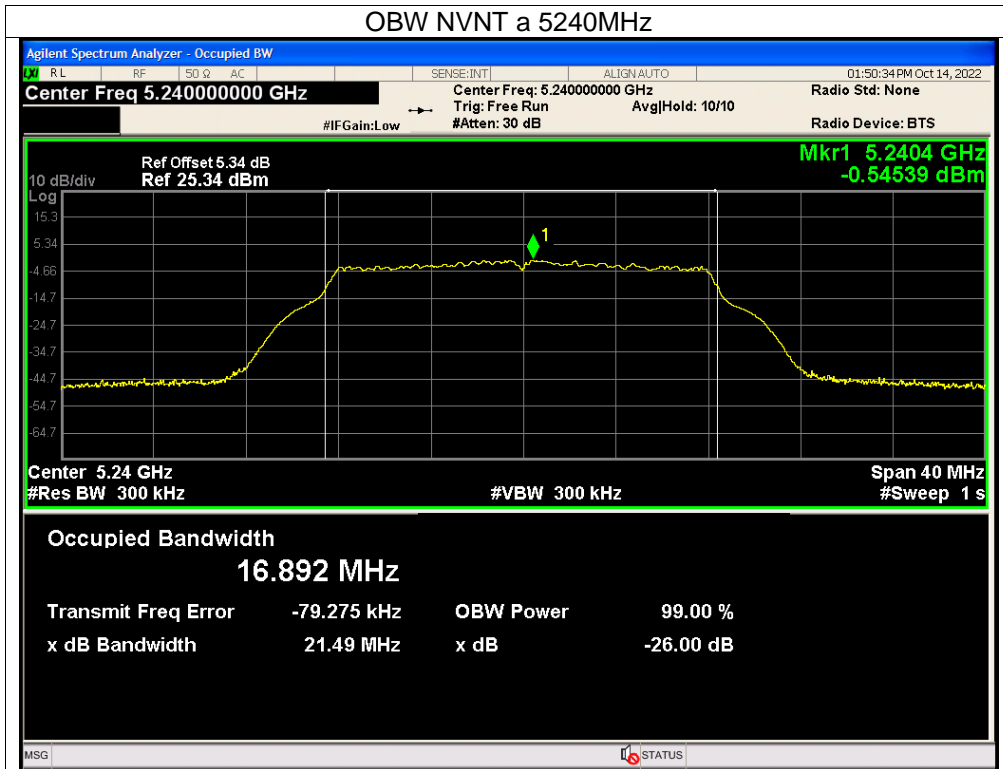 OBW NVNT a 5240MHz
Agilent Spectrum Analyzer - Occupied BW
LXI RL RF 50 Ω AC SENSE:INT ALIGN AUTO 01:50:34 PM Oct 14, 2022
Center Freq 5.240000000 GHz Center Freq: 5.240000000 GHz Radio Std: None
Trig: Free Run Avg|Hold: 10/10
#IFGain:Low #Atten: 30 dB Radio Device: BTS
Ref Offset 5.34 dB Mkr1 5.2404 GHz
10 dB/div Ref 25.34 dBm -0.54539 dBm
Log
15.3
5.34
1
-4.66
-14.7
-24.7
-34.7
-44.7
-54.7
-64.7
Center 5.24 GHz Span 40 MHz
#Res BW 300 kHz #VBW 300 kHz #Sweep 1 s
Occupied Bandwidth
16.892 MHz
Transmit Freq Error -79.275 kHz OBW Power 99.00 %
x dB Bandwidth 21.49 MHz x dB -26.00 dB
MSG STATUS